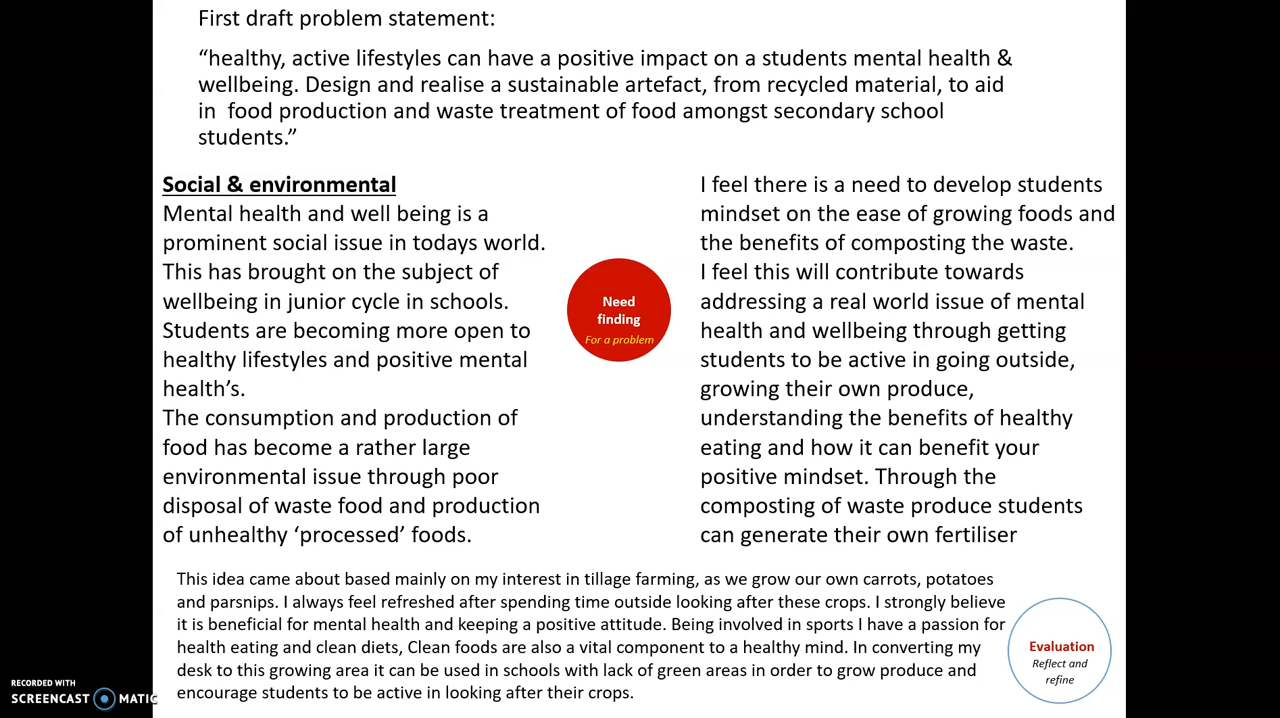 First draft problem statement:
“healthy, active lifestyles can have a positive impact on a students mental health &
wellbeing. Design and realise a sustainable artefact, from recycled material, to aid
in  food production and waste treatment of food amongst secondary school
students.”
Social & environmental
Mental health and well being is a
prominent social issue in todays world.
This has brought on the subject of
wellbeing in junior cycle in schools.
Students are becoming more open to
healthy lifestyles and positive mental
health’s.
The consumption and production of
food has become a rather large
environmental issue through poor
disposal of waste food and production
of unhealthy ‘processed’ foods.
Need
finding
For a problem
I feel there is a need to develop students
mindset on the ease of growing foods and
the benefits of composting the waste.
I feel this will contribute towards
addressing a real world issue of mental
health and wellbeing through getting
students to be active in going outside,
growing their own produce,
understanding the benefits of healthy
eating and how it can benefit your
positive mindset. Through the
composting of waste produce students
can generate their own fertiliser
This idea came about based mainly on my interest in tillage farming, as we grow our own carrots, potatoes
and parsnips. I always feel refreshed after spending time outside looking after these crops. I strongly believe
it is beneficial for mental health and keeping a positive attitude. Being involved in sports I have a passion for
health eating and clean diets, Clean foods are also a vital component to a healthy mind. In converting my
desk to this growing area it can be used in schools with lack of green areas in order to grow produce and
encourage students to be active in looking after their crops.
Evaluation
Reflect and
refine
RECORDED WITH
SCREENCAST MATIC